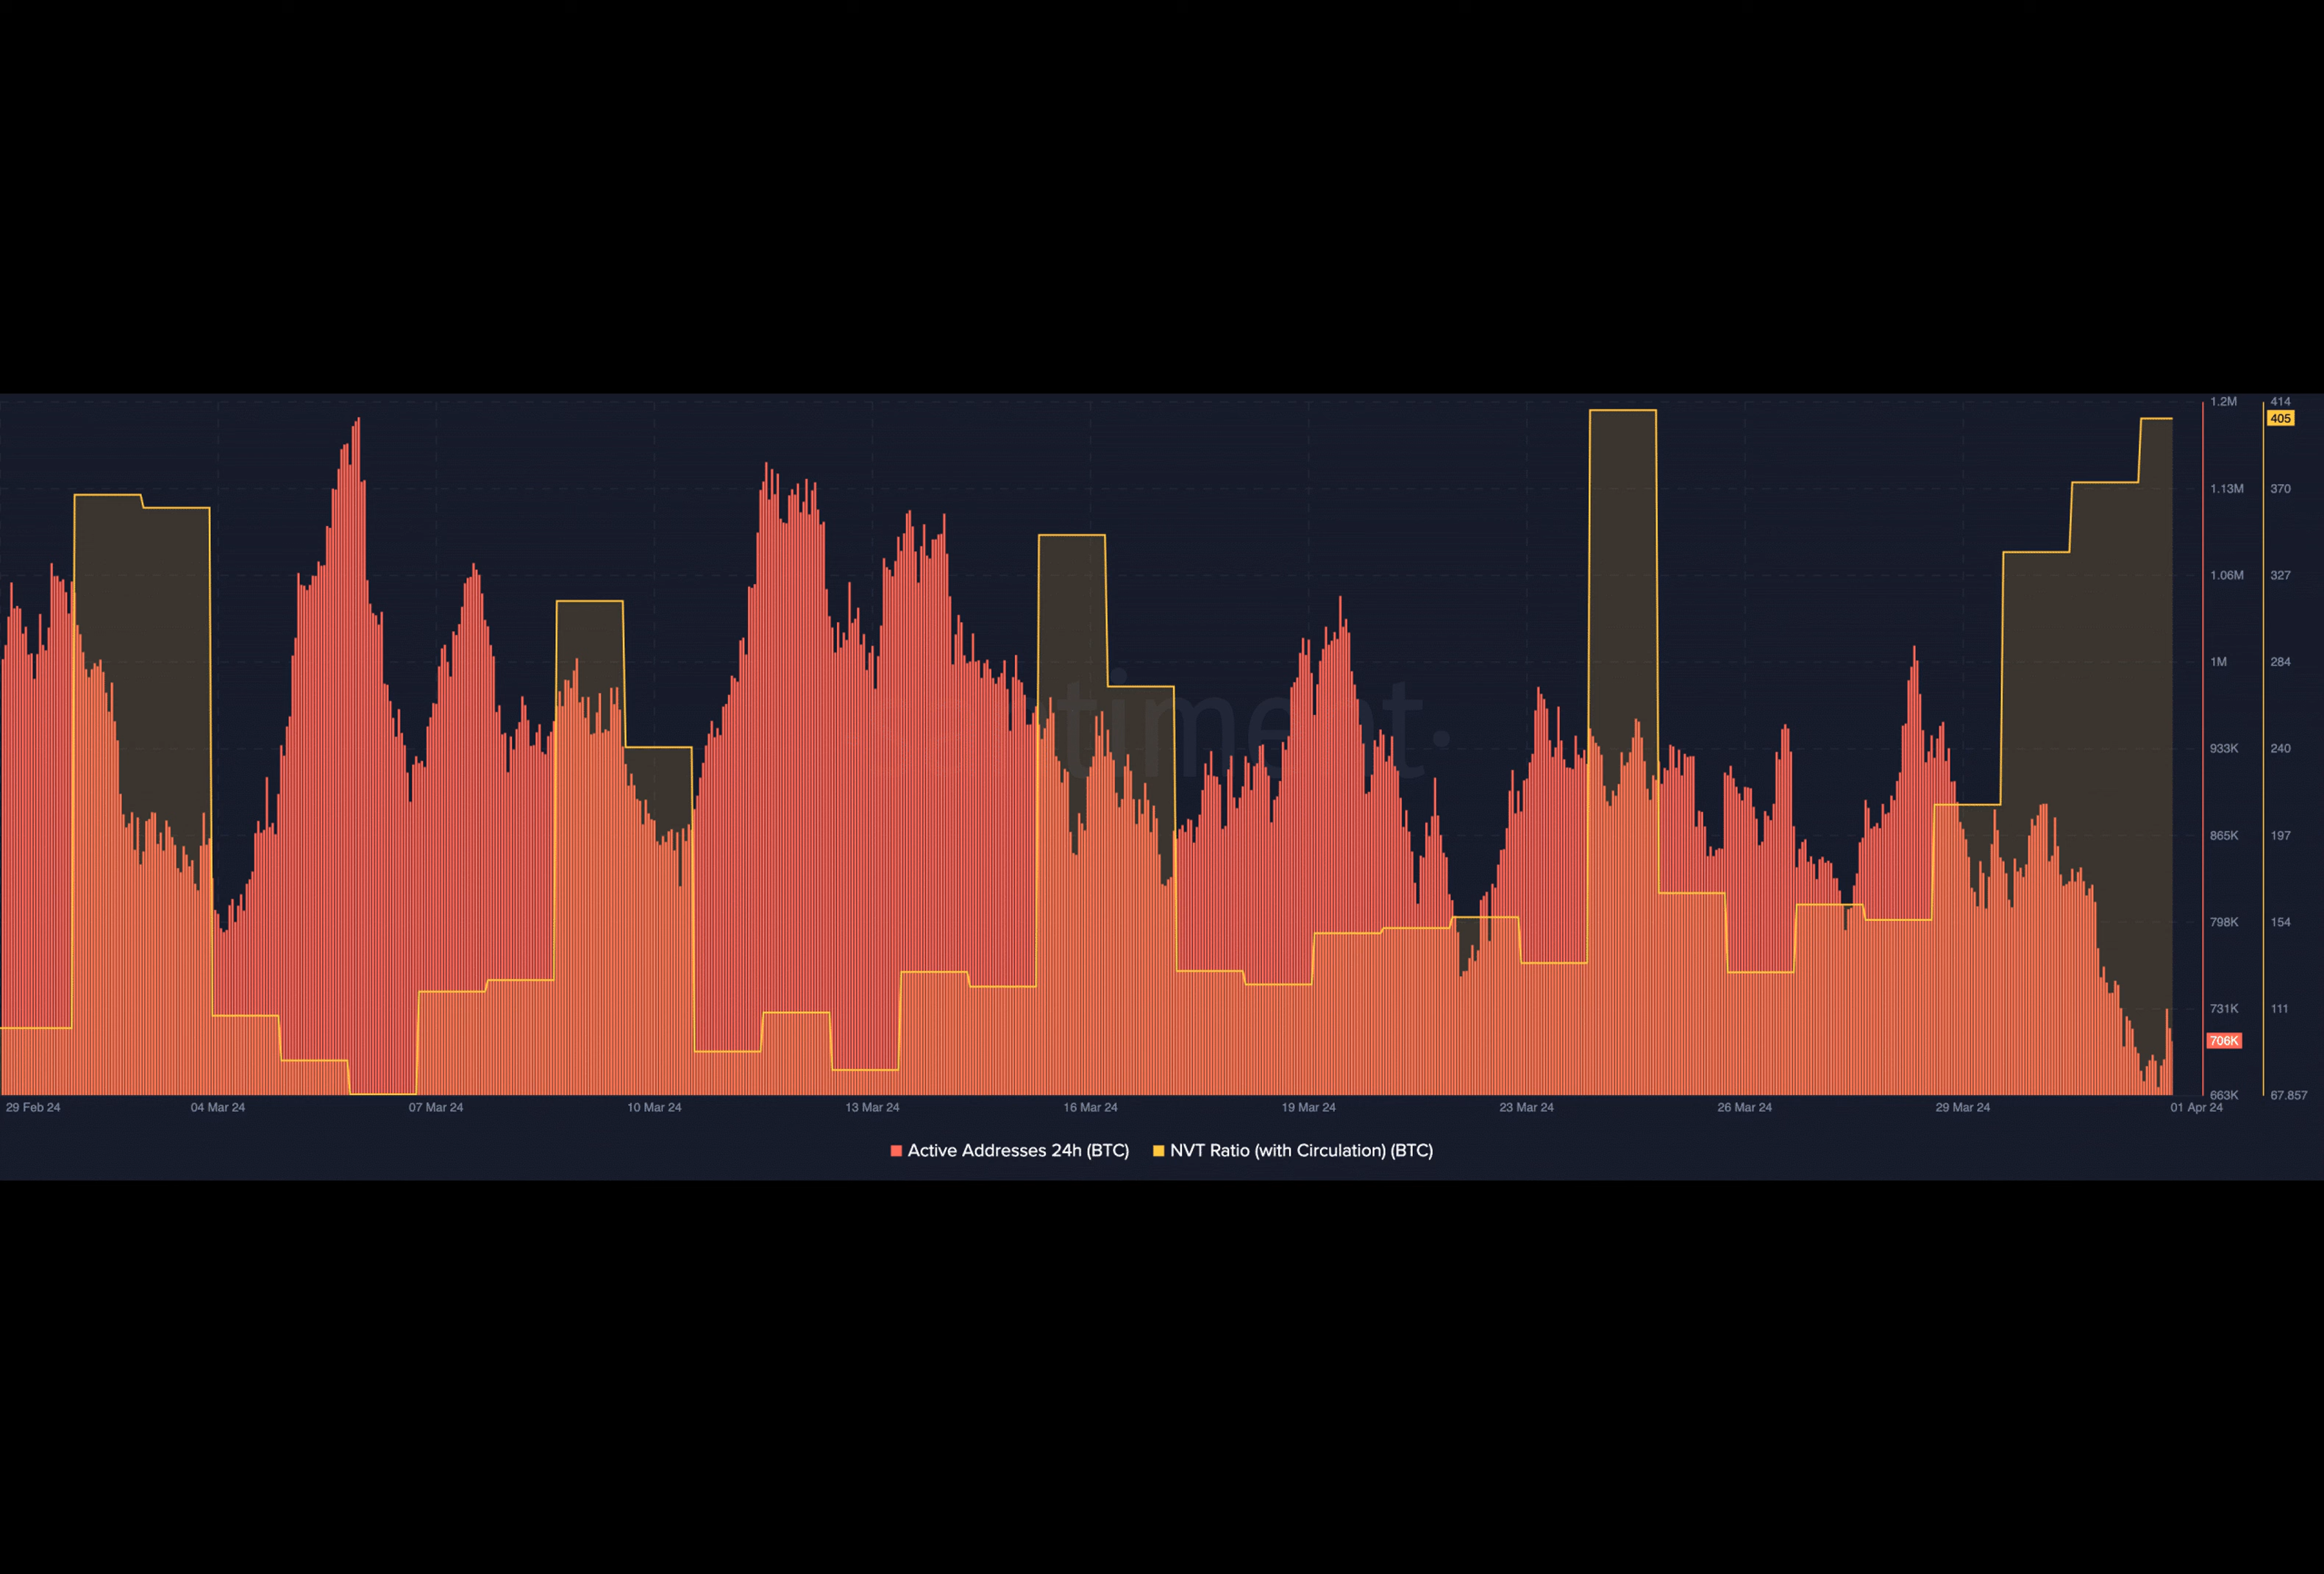 santiment.
1.2M 414
405
1.13M 370
1.06M 327
1M 284
933K 240
865K 197
798K 154
731K 111
706K
663K 67.857
29 Feb 24 04 Mar 24 07 Mar 24 10 Mar 24 13 Mar 24 16 Mar 24 19 Mar 24 23 Mar 24 26 Mar 24 29 Mar 24 01 Apr 24
Active Addresses 24h (BTC) NVT Ratio (with Circulation) (BTC)